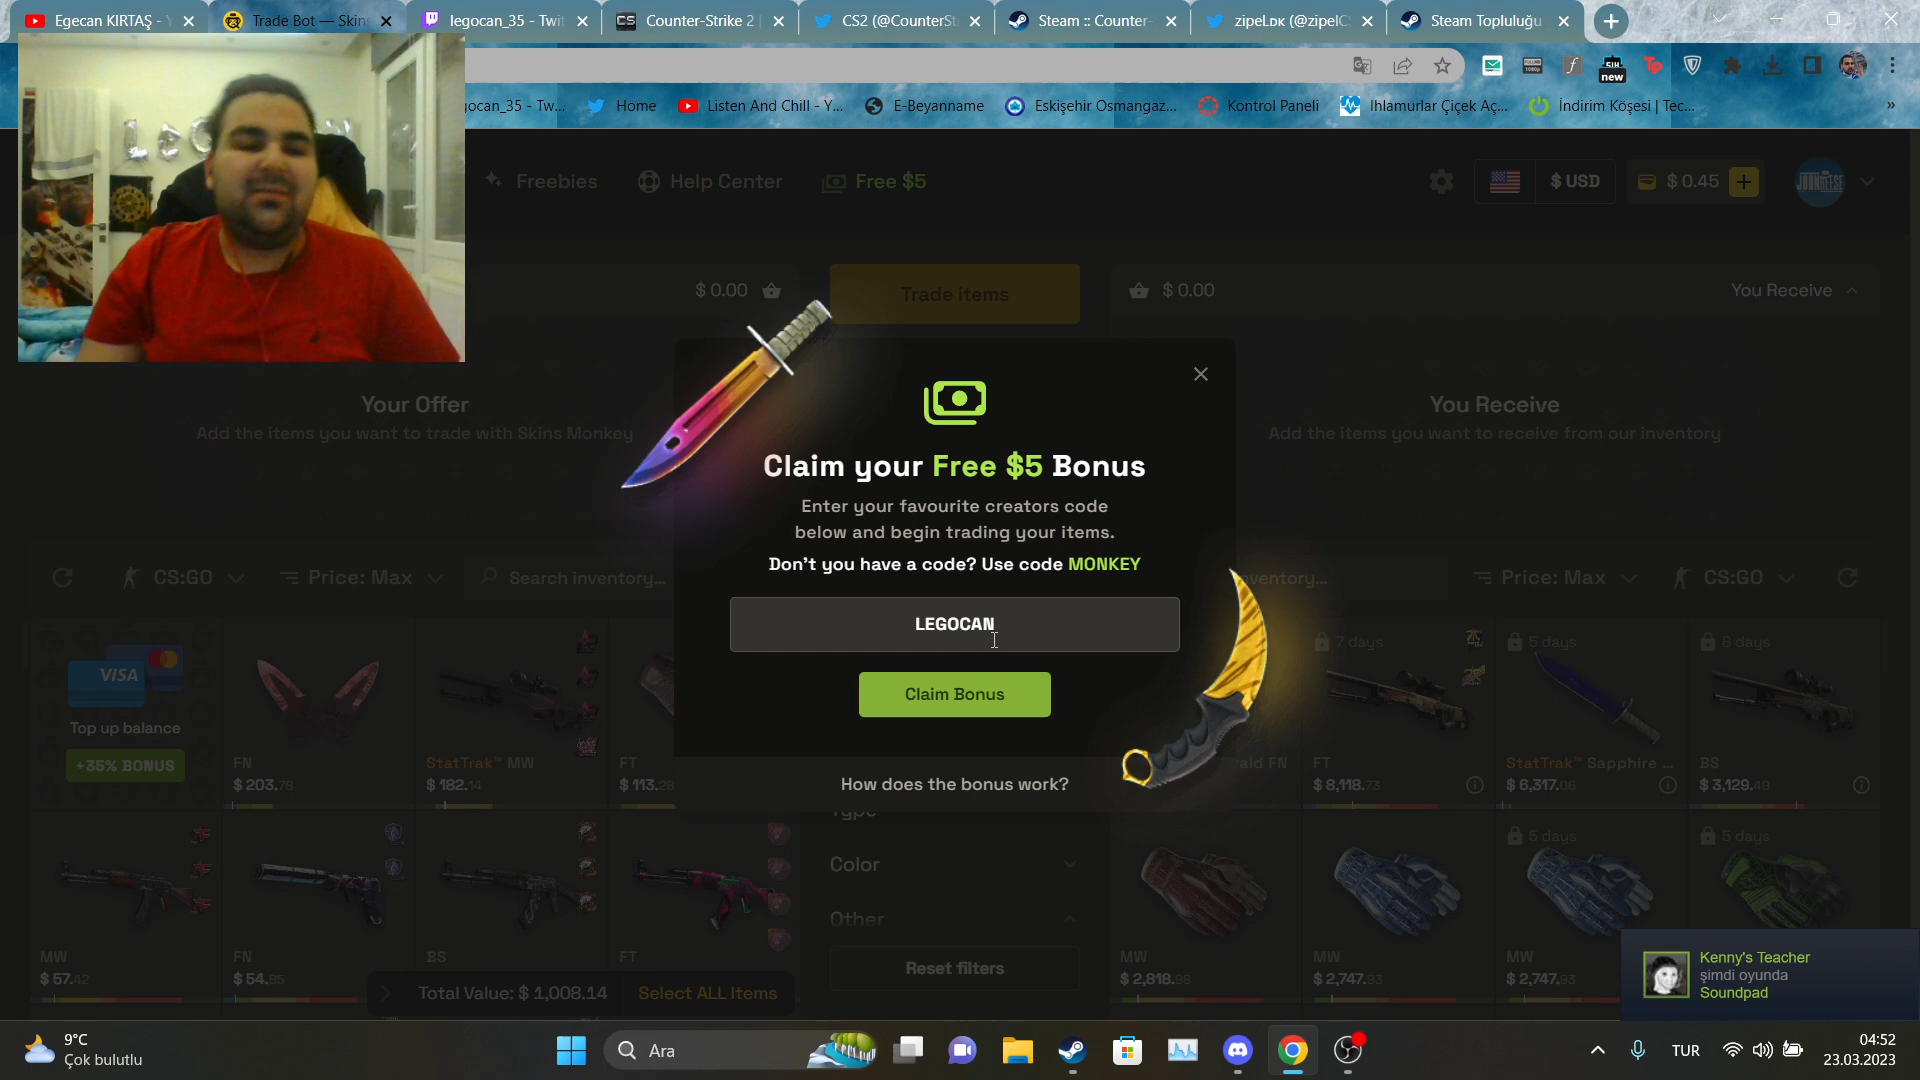 Egecan KIRTAŞ - Y
Trade Bot — Skins
legocan_35 - Twit
Counter-Strike 2 |
CS2 (@CounterSt
Steam :: Counter-
zipeLᴅᴋ (@zipelCS
Steam Topluluğu
new
gocan_35 - Tw...
Home
Listen And Chill - Y...
E-Beyanname
Eskişehir Osmangaz...
Kontrol Paneli
Ihlamurlar Çiçek Aç...
İndirim Köşesi | Tec...
»
Freebies
Help Center
Free $5
$ USD
$ 0.45
$ 0.00
Trade items
$ 0.00
You Receive
Your Offer
Add the items you want to trade with Skins Monkey
You Receive
Add the items you want to receive from our inventory
Claim your Free $5 Bonus
Enter your favourite creators code
below and begin trading your items.
Don't you have a code? Use code MONKEY
LEGOCAN
Claim Bonus
How does the bonus work?
CS:GO
Price: Max
Search inventory...
nventory...
Price: Max
CS:GO
VISA
Top up balance
+35% BONUS
FN
$ 203.78
StatTrak™ MW
$ 182.14
FT
$ 113.28
ald FN
7 days
FT
$ 8,118.73
5 days
StatTrak™ Sapphire ...
$ 6,317.06
8 days
BS
$ 3,129.49
Type
Color
Other
Reset filters
MW
$ 57.42
FN
$ 54.85
BS
FT
MW
$ 2,818.98
MW
$ 2,747.93
5 days
MW
$ 2,747.93
5 days
Total Value: $ 1,008.14
Select ALL Items
Kenny's Teacher
şimdi oyunda
Soundpad
9°C
Çok bulutlu
Ara
TUR
04:52
23.03.2023